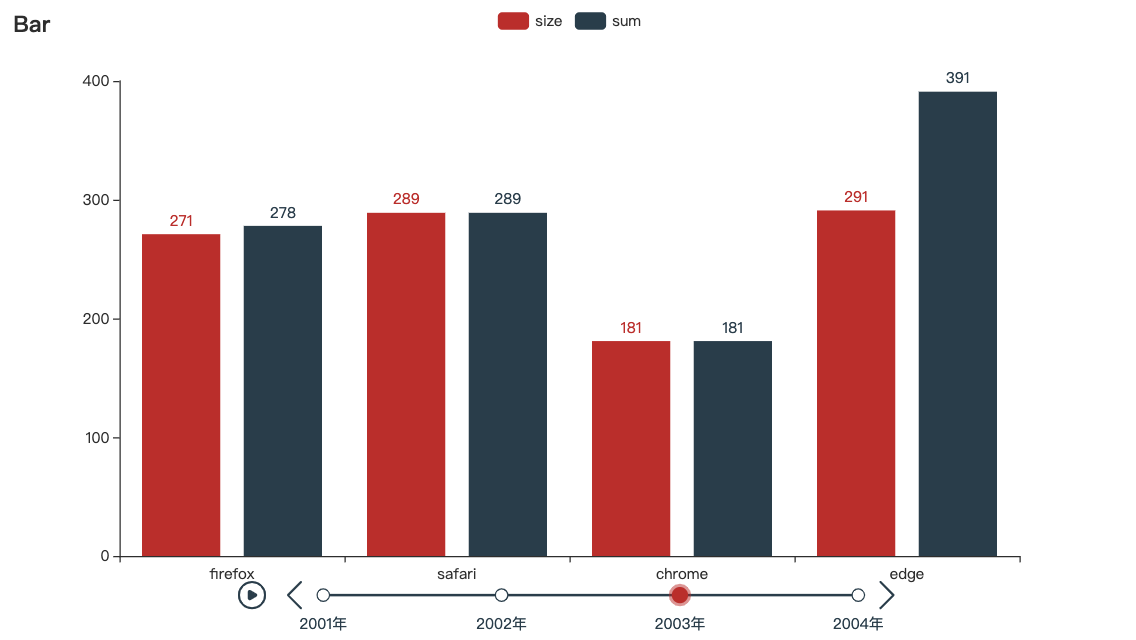 Bar
size sum
400
391
300
291
289 289
278
271
200
181 181
100
0
firefox safari chrome edge
2001年 2002年 2003年 2004年